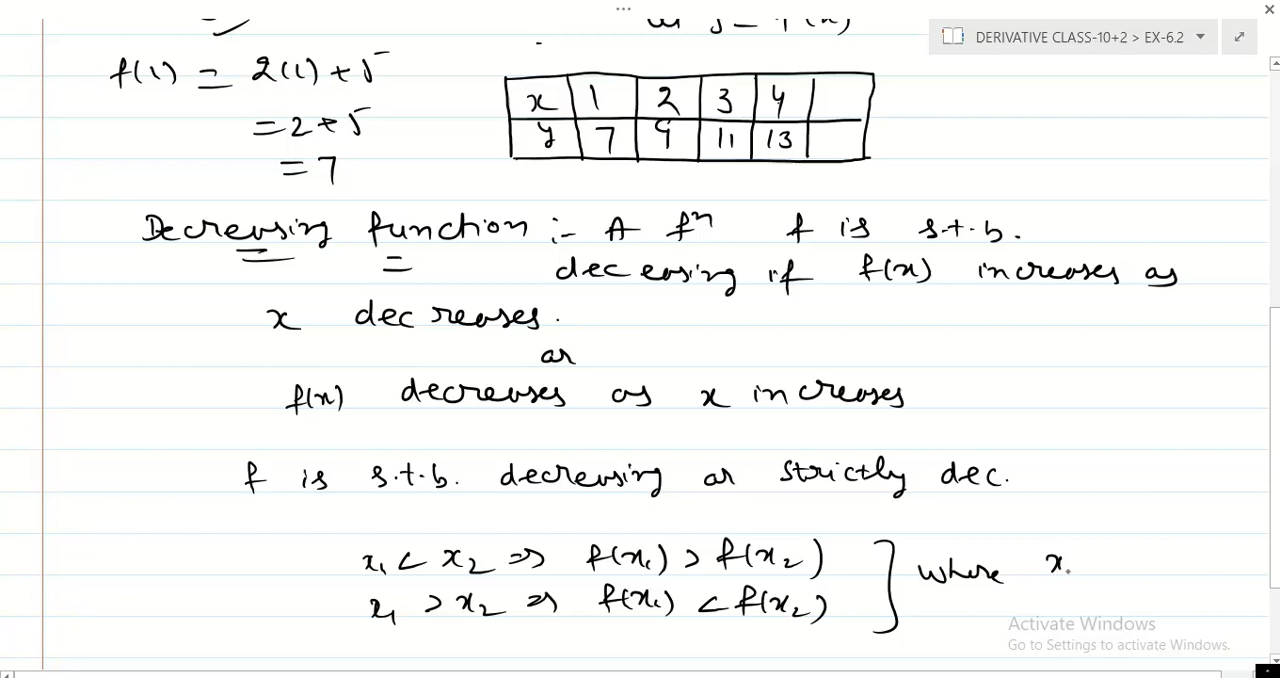 DERIVATIVE CLASS-10+2 > EX-6.2
f(1) = 2(1)+5
= 2+5
= 7
x 1 2 3 4
y 7 9 11 13
Decreasing function :- A fⁿ f is s.t.b.
deceasing if f(x) increases as
x decreases.
or
f(x) decreases as x increases
f is s.t.b. decreasing or strictly dec.
x₁ < x₂ ⇒ f(x₁) > f(x₂)
x₁ > x₂ ⇒ f(x₁) < f(x₂) } where x
Activate Windows
Go to Settings to activate Windows.